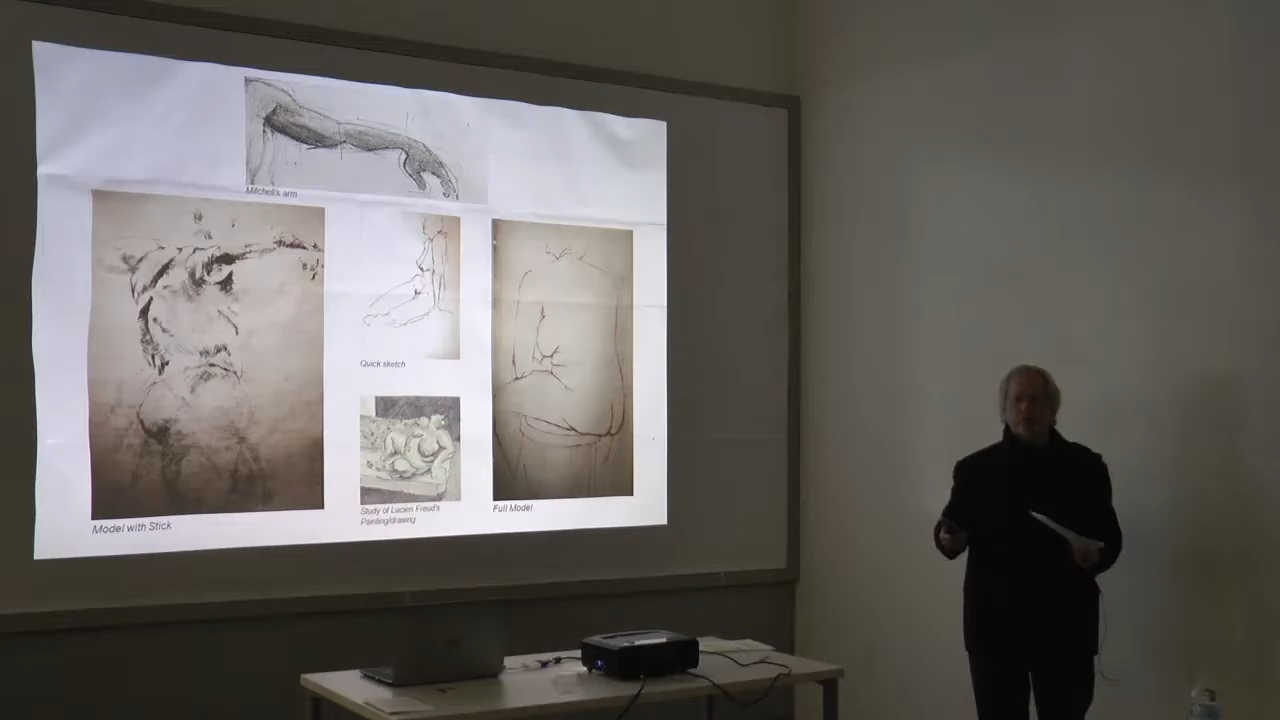 Mitchell's arm
Quick sketch
Study of Lucien Freud's
Painting/drawing
Full Model
Model with Stick